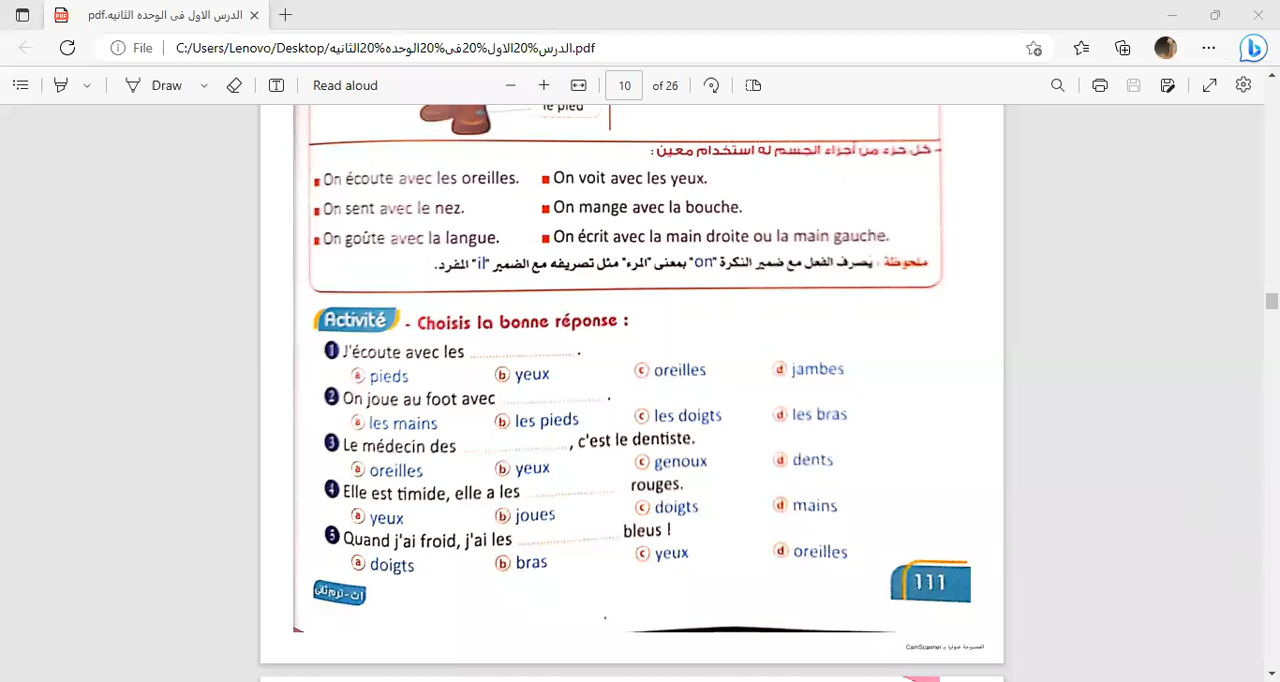 الدرس الاول فى الوحده الثانيه.pdf
File C:/Users/Lenovo/Desktop/الدرس%20الاول%20فى%20الوحده%20الثانيه.pdf
Draw Read aloud 10 of 26
le pied
كل جزء من أجزاء الجسم له استخدام معين :
On écoute avec les oreilles. On voit avec les yeux.
On sent avec le nez. On mange avec la bouche.
On goûte avec la langue. On écrit avec la main droite ou la main gauche.
ملحوظة : يصرف الفعل مع ضمير النكرة "on" بمعنى "المرء" مثل تصريفه مع الضمير "il" المفرد.
Activité - Choisis la bonne réponse :
1 J'écoute avec les .......................... .
a pieds b yeux c oreilles d jambes
2 On joue au foot avec .......................... .
a les mains b les pieds c les doigts d les bras
3 Le médecin des .........................., c'est le dentiste.
a oreilles b yeux c genoux d dents
4 Elle est timide, elle a les ...................... rouges.
a yeux b joues c doigts d mains
5 Quand j'ai froid, j'ai les .......................... bleus !
a doigts b bras c yeux d oreilles
ث - ترم ثانى
111
الممسوحة ضوئيا بـ CamScanner